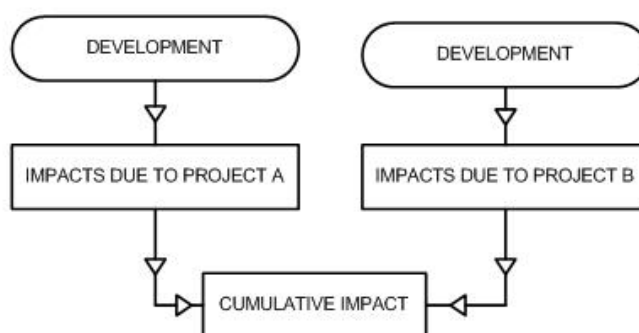 DEVELOPMENT
DEVELOPMENT
IMPACTS DUE TO PROJECT A
IMPACTS DUE TO PROJECT B
CUMULATIVE IMPACT